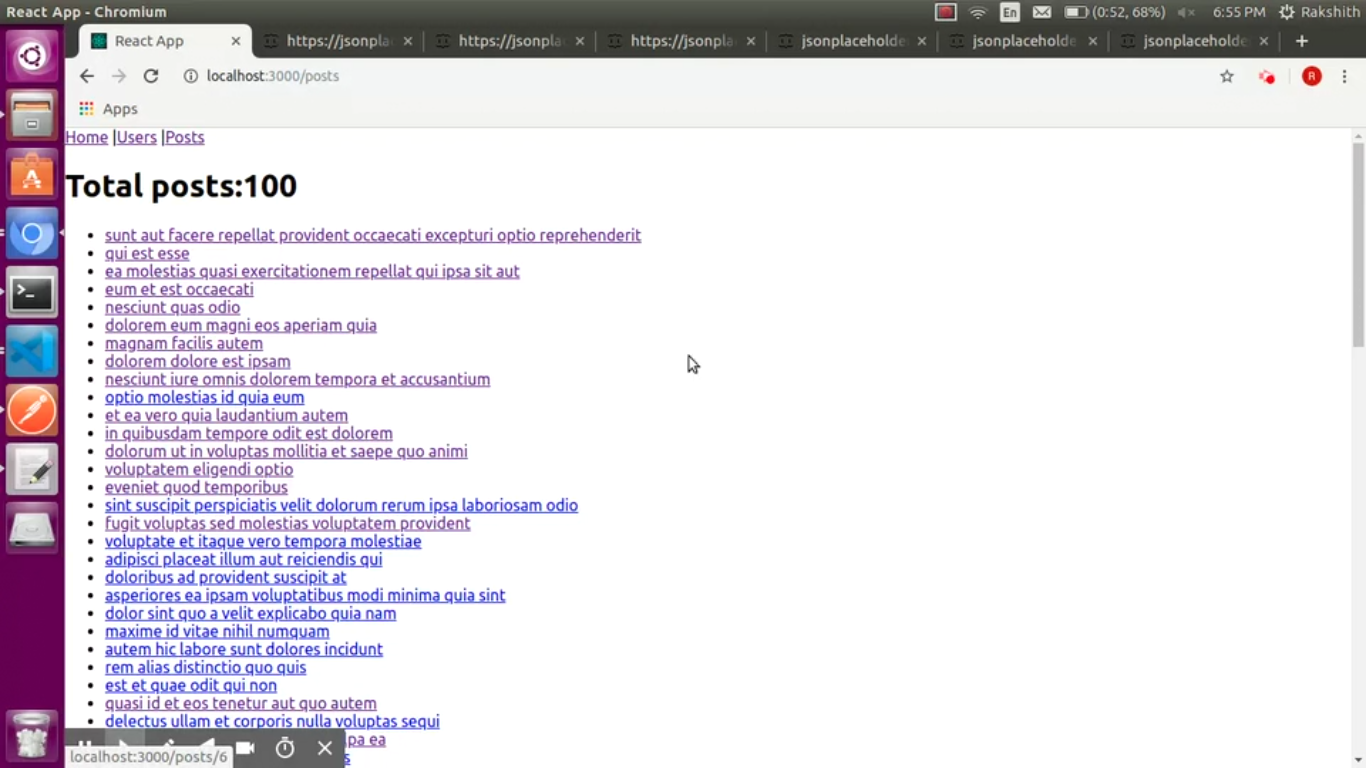 React App - Chromium
En
(0:52, 68%)
6:55 PM
Rakshith
React App
https://jsonpla
https://jsonpla
https://jsonpla
jsonplaceholde
jsonplaceholde
jsonplaceholde
localhost:3000/posts
R
Apps
Home |Users |Posts
Total posts:100
sunt aut facere repellat provident occaecati excepturi optio reprehenderit
qui est esse
ea molestias quasi exercitationem repellat qui ipsa sit aut
eum et est occaecati
nesciunt quas odio
dolorem eum magni eos aperiam quia
magnam facilis autem
dolorem dolore est ipsam
nesciunt iure omnis dolorem tempora et accusantium
optio molestias id quia eum
et ea vero quia laudantium autem
in quibusdam tempore odit est dolorem
dolorum ut in voluptas mollitia et saepe quo animi
voluptatem eligendi optio
eveniet quod temporibus
sint suscipit perspiciatis velit dolorum rerum ipsa laboriosam odio
fugit voluptas sed molestias voluptatem provident
voluptate et itaque vero tempora molestiae
adipisci placeat illum aut reiciendis qui
doloribus ad provident suscipit at
asperiores ea ipsam voluptatibus modi minima quia sint
dolor sint quo a velit explicabo quia nam
maxime id vitae nihil numquam
autem hic labore sunt dolores incidunt
rem alias distinctio quo quis
est et quae odit qui non
quasi id et eos tenetur aut quo autem
delectus ullam et corporis nulla voluptas sequi
pa ea
localhost:3000/posts/6